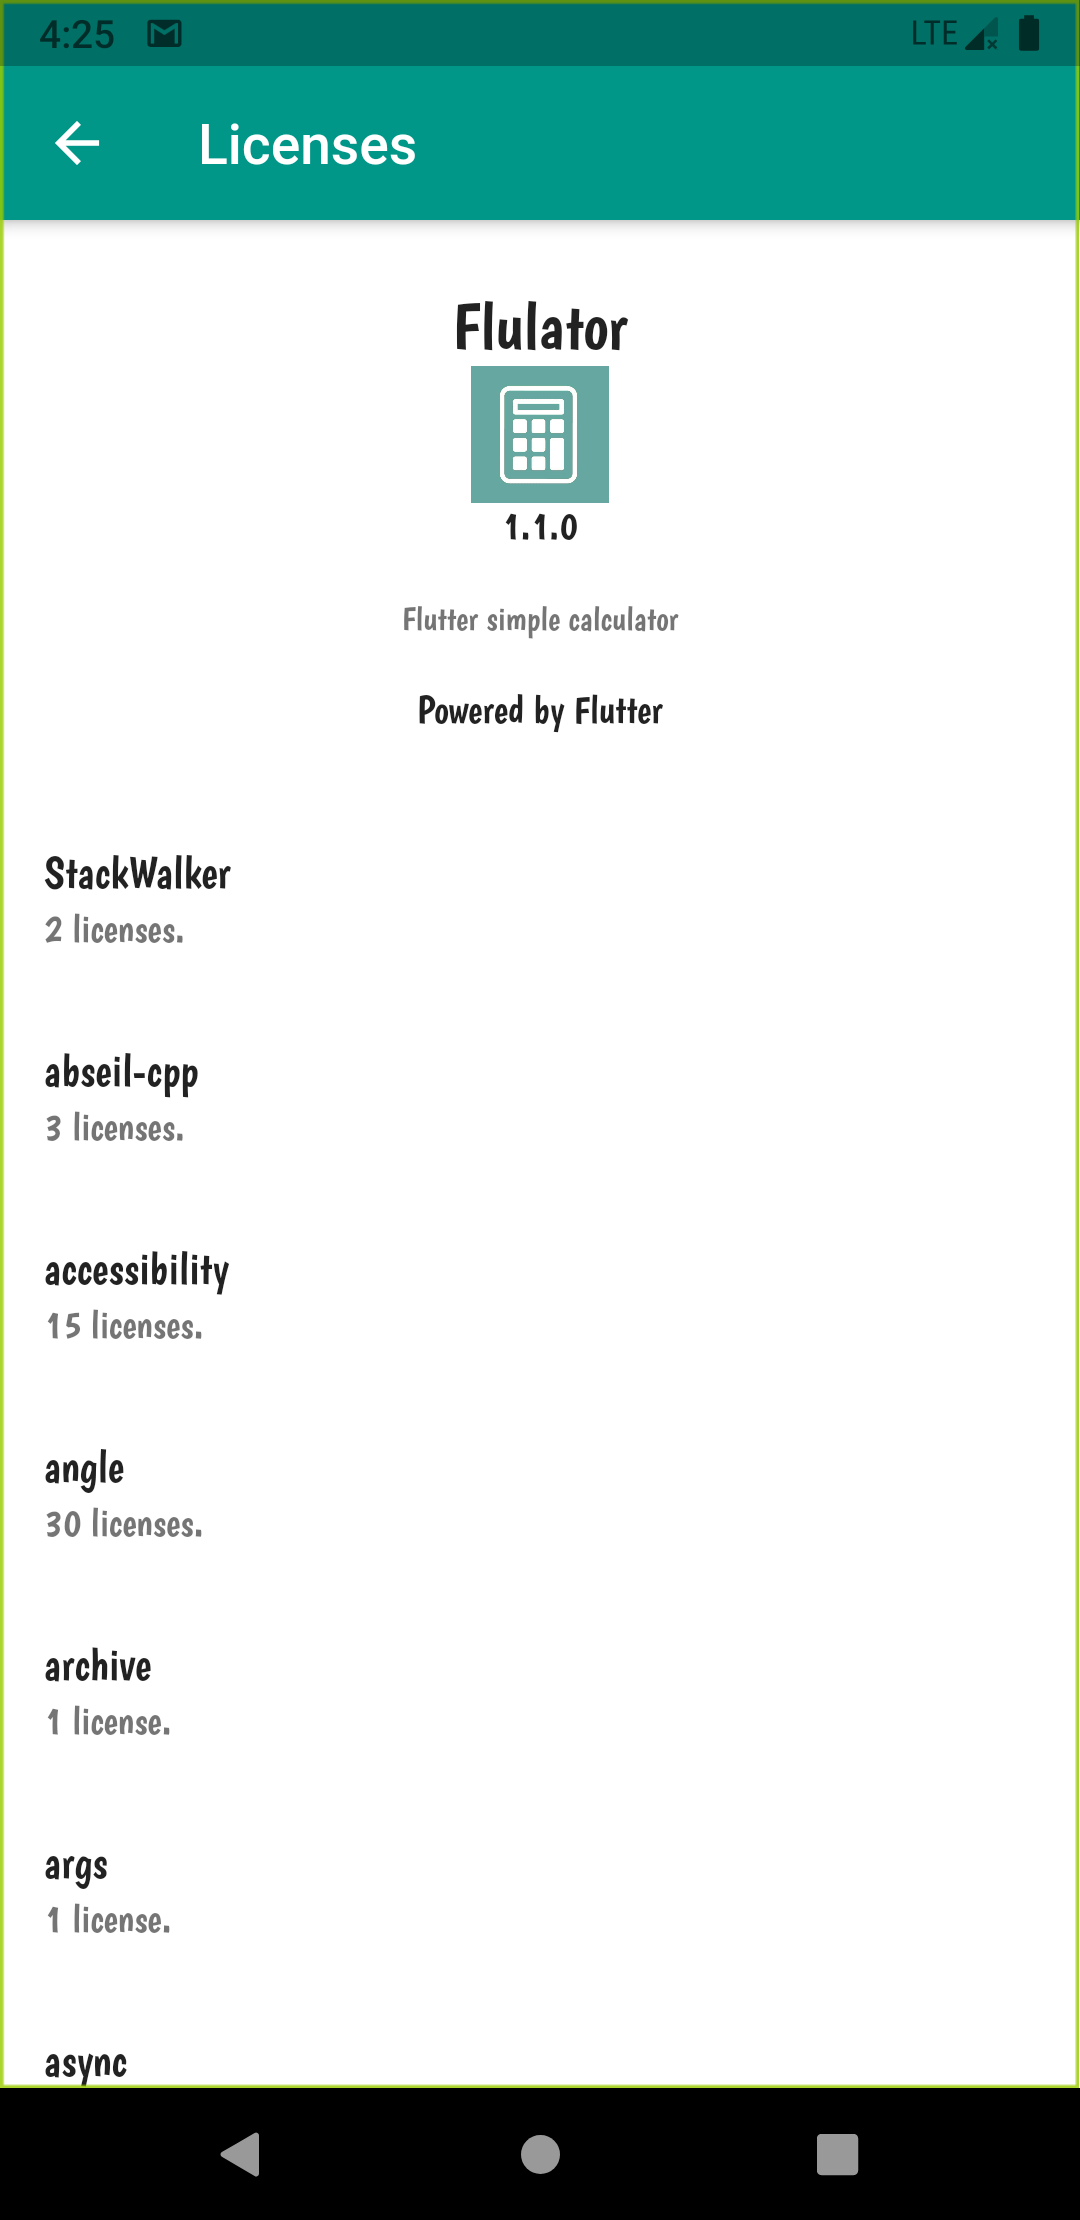 4:25
LTE
Licenses
Flulator
1.1.0
Flutter simple calculator
Powered by Flutter
StackWalker
2 licenses.
abseil-cpp
3 licenses.
accessibility
15 licenses.
angle
30 licenses.
archive
1 license.
args
1 license.
async